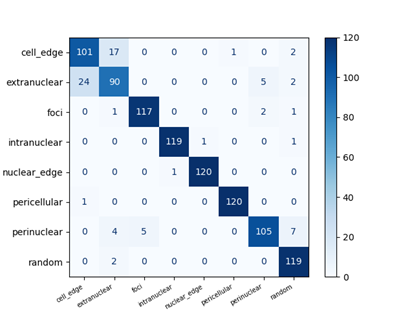 cell_edge 101 17 0 0 0 1 0 2
extranuclear 24 90 0 0 0 0 5 2
foci 0 1 117 0 0 0 2 1
intranuclear 0 0 0 119 1 0 0 1
nuclear_edge 0 0 0 1 120 0 0 0
pericellular 1 0 0 0 0 120 0 0
perinuclear 0 4 5 0 0 0 105 7
random 0 2 0 0 0 0 0 119
cell_edge extranuclear foci intranuclear nuclear_edge pericellular perinuclear random
120
100
80
60
40
20
0